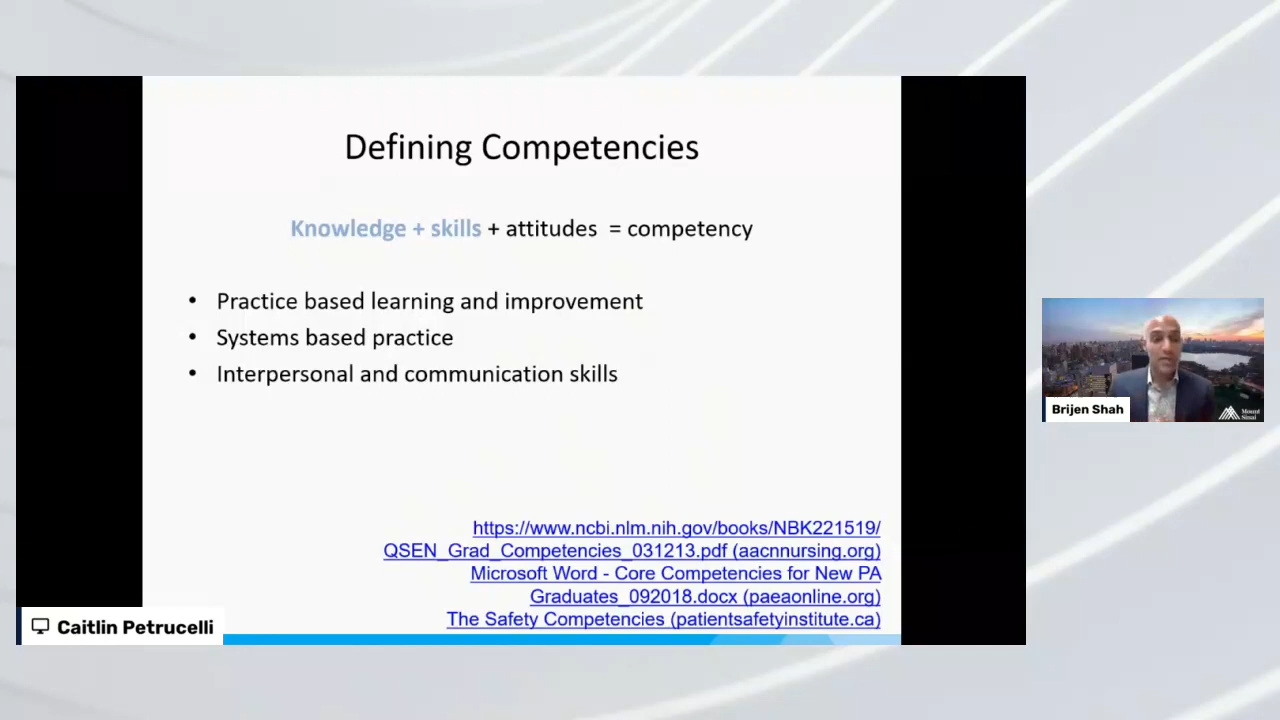 Defining Competencies
Knowledge + skills + attitudes = competency
• Practice based learning and improvement
• Systems based practice
• Interpersonal and communication skills
https://www.ncbi.nlm.nih.gov/books/NBK221519/
QSEN_Grad_Competencies_031213.pdf (aacnnursing.org)
Microsoft Word - Core Competencies for New PA
Graduates_092018.docx (paeaonline.org)
The Safety Competencies (patientsafetyinstitute.ca)
Caitlin Petrucelli
Brijen Shah
Mount
Sinai